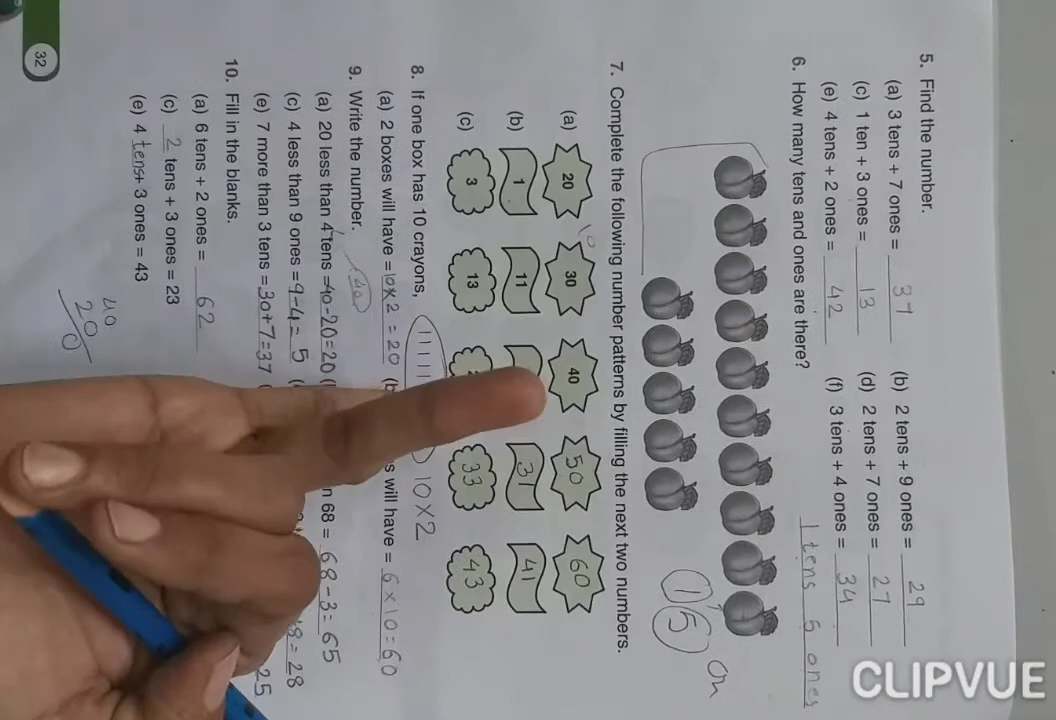 5. Find the number.
(a) 3 tens + 7 ones = 37 (b) 2 tens + 9 ones = 29
(c) 1 ten + 3 ones = 13 (d) 2 tens + 7 ones = 27
(e) 4 tens + 2 ones = 42 (f) 3 tens + 4 ones = 34
6. How many tens and ones are there? 1 tens 5 ones
15
on
7. Complete the following number patterns by filling the next two numbers.
(a) 20 30 40 50 60
10
(b) 1 11 31 41
(c) 3 13 33 43
8. If one box has 10 crayons, 10 X 2
(a) 2 boxes will have = 10 X 2 = 20 (b s will have = 6 X 10 = 60
9. Write the number.
40
(a) 20 less than 4 tens = 40 - 20 = 20 ( n 68 = 68 - 3 = 65
(c) 4 less than 9 ones = 9 - 4 = 5 ( 8 = 28
(e) 7 more than 3 tens = 30 + 7 = 37 ( 25
10. Fill in the blanks.
(a) 6 tens + 2 ones = 62
(c) 2 tens + 3 ones = 23
(e) 4 tens + 3 ones = 43
40
20
0
32
CLIPVUE